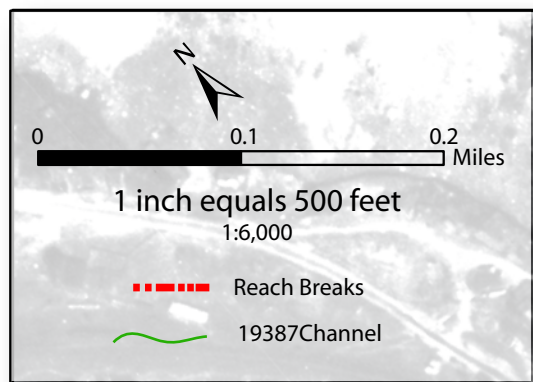 N
0 0.1 0.2
Miles
1 inch equals 500 feet
1:6,000
Reach Breaks
19387Channel